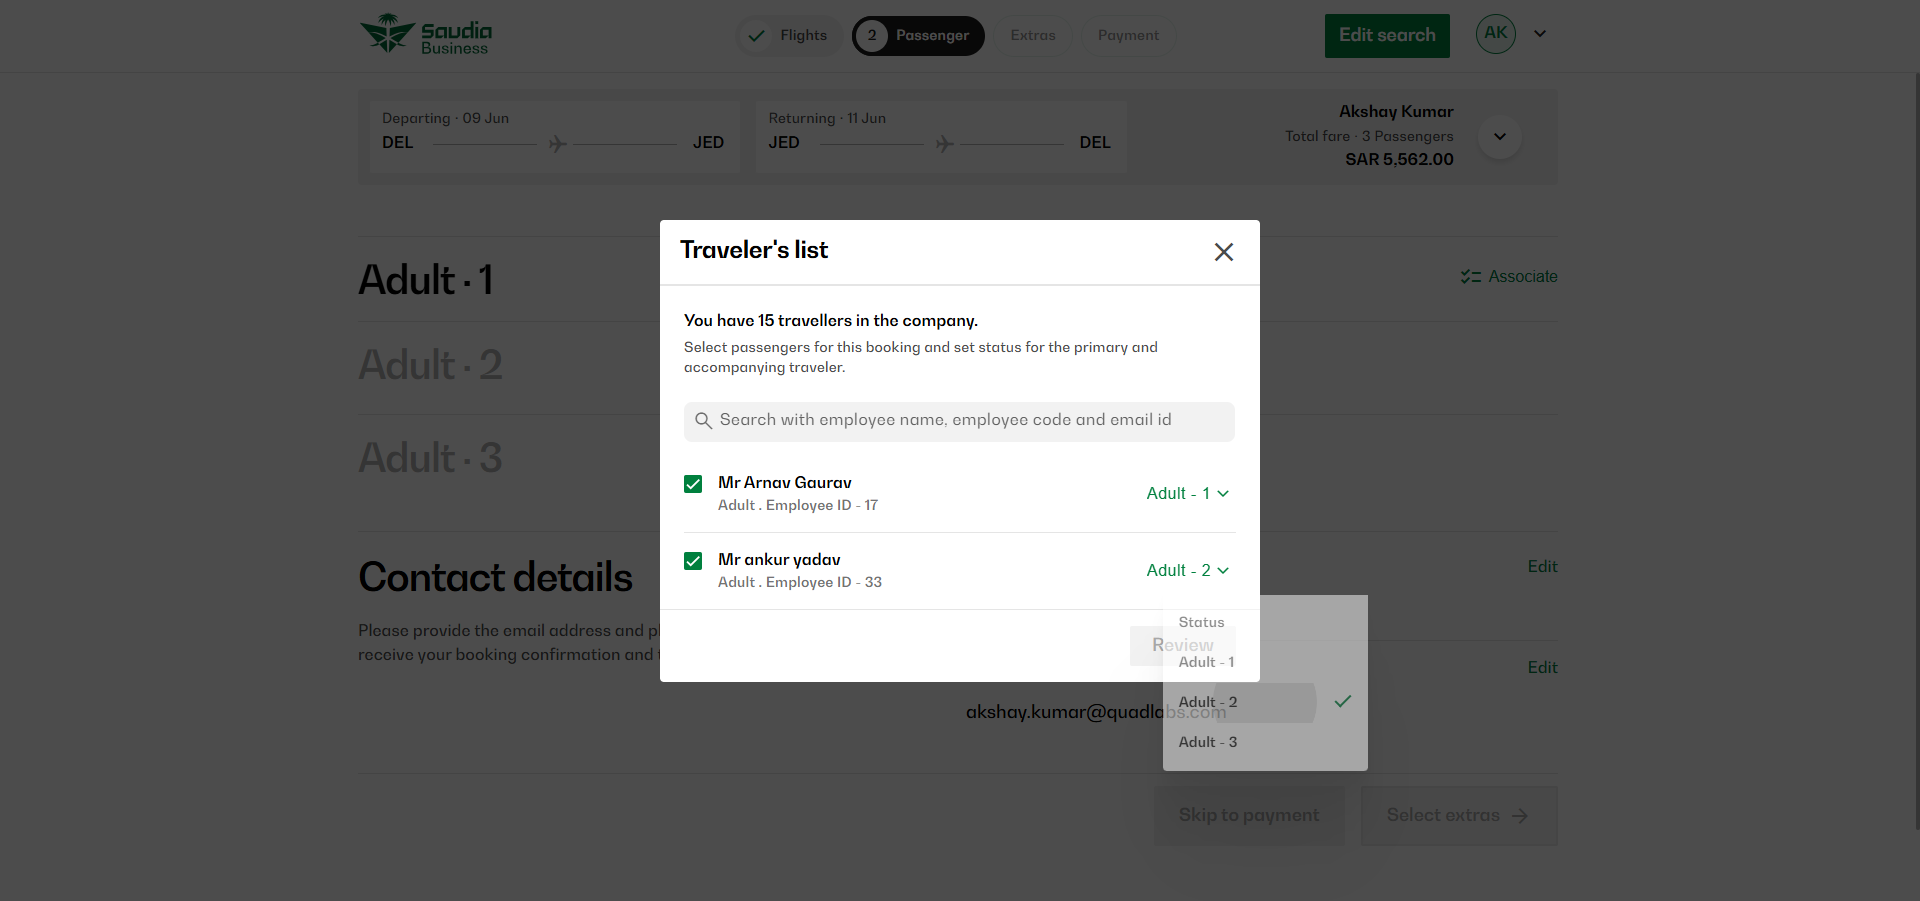 Saudia
Business
Flights
2 Passenger
Extras
Payment
Edit search
AK
Departing · 09 Jun
DEL JED
Returning · 11 Jun
JED DEL
Akshay Kumar
Total fare · 3 Passengers
SAR 5,562.00
Adult · 1
Associate
Adult · 2
Adult · 3
Contact details
Edit
Please provide the email address and
receive your booking confirmation and
Edit
akshay.kumar@quadlabs.com
Skip to payment
Select extras
Traveler's list
You have 15 travellers in the company.
Select passengers for this booking and set status for the primary and
accompanying traveler.
Search with employee name, employee code and email id
Mr Arnav Gaurav
Adult . Employee ID - 17
Adult - 1
Mr ankur yadav
Adult . Employee ID - 33
Adult - 2
Review
Status
Adult - 1
Adult - 2
Adult - 3